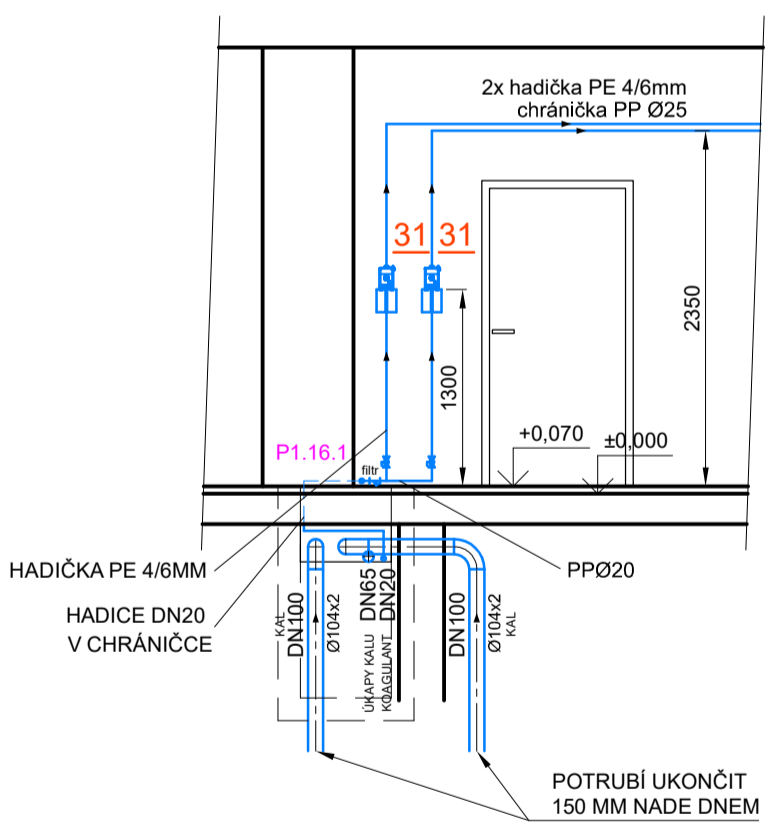 2x hadička PE 4/6mm
chránička PP Ø25
31 31
2350
1300
+0,070
±0,000
P1.16.1
filtr
HADIČKA PE 4/6MM
PPØ20
HADICE DN20
V CHRÁNIČCE
KAL
DN100
Ø104x2
ÚKAPY KALU DN65
KOAGULANT DN20
DN100
Ø104x2
KAL
POTRUBÍ UKONČIT
150 MM NADE DNEM